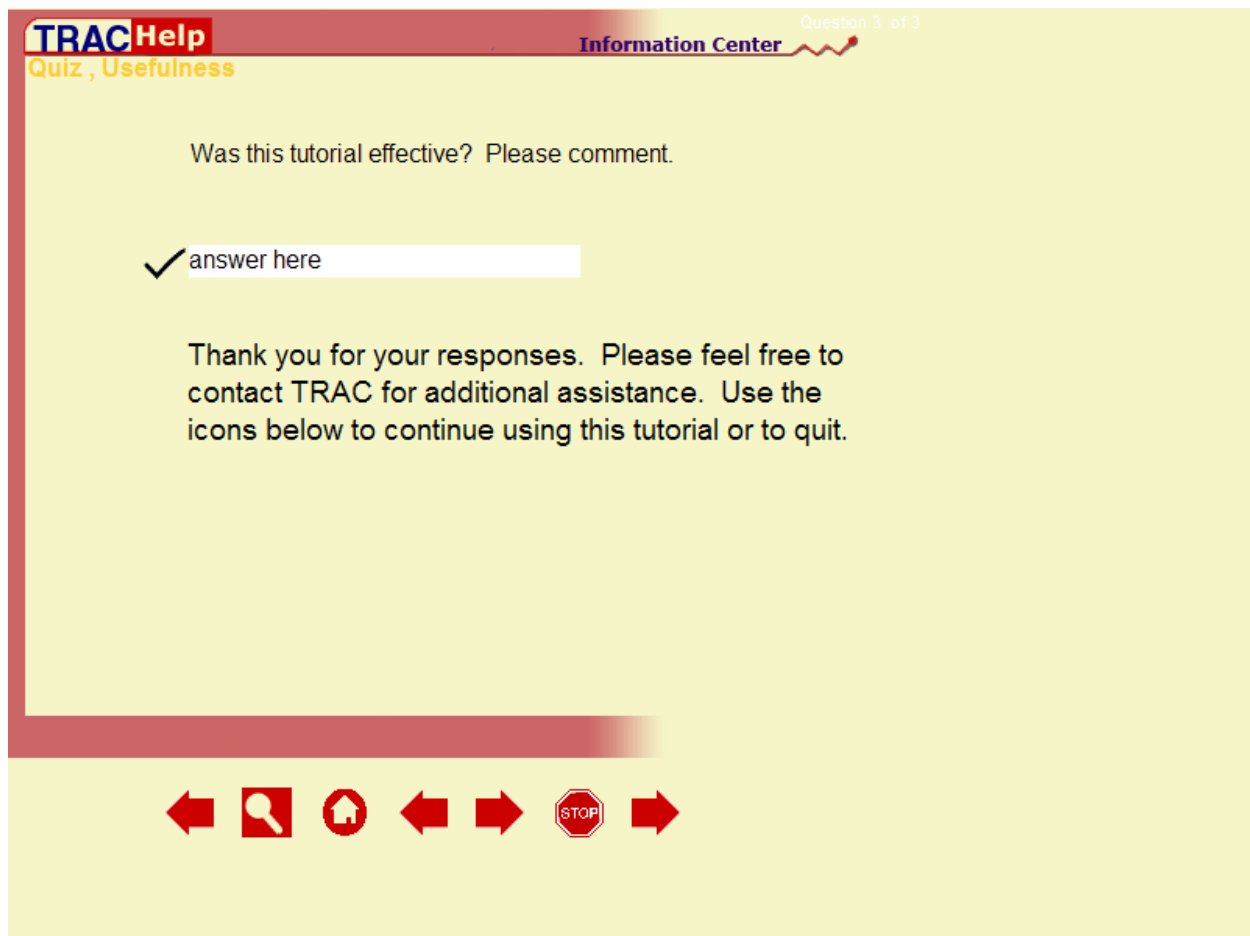 Question 3 of 3
TRAC Help
Information Center
Quiz , Usefulness
Was this tutorial effective? Please comment.
answer here
Thank you for your responses. Please feel free to
contact TRAC for additional assistance. Use the
icons below to continue using this tutorial or to quit.
STOP